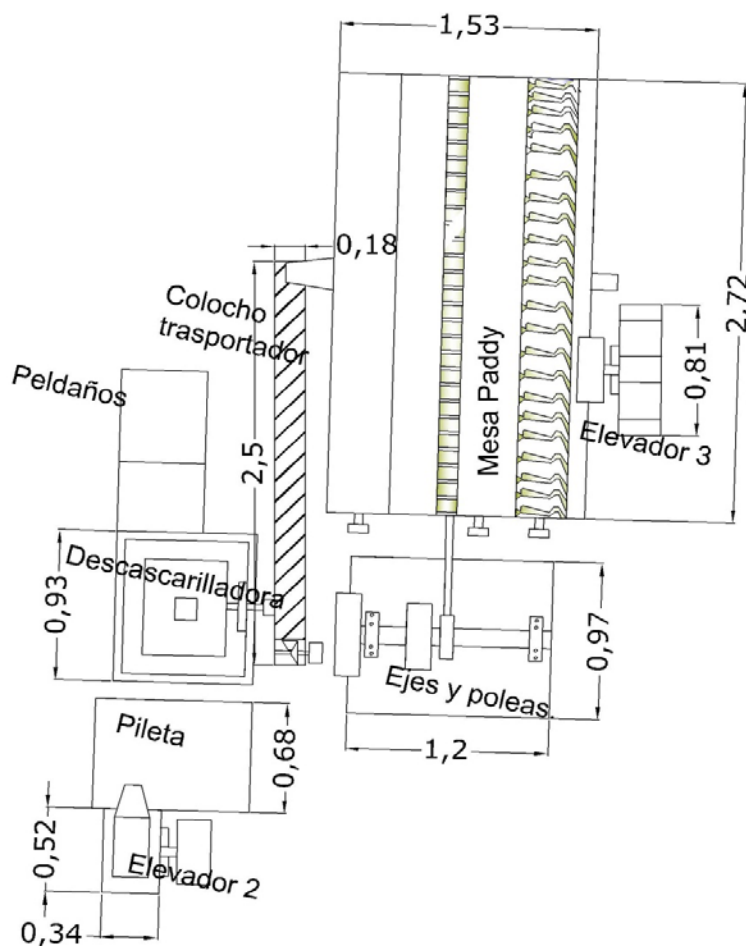 1,53
0,18
Colocho
trasportador
Peldaños
2,5
Mesa Paddy
2,72
0,81
Elevador 3
Descascarilladora
0,93
0,97
Ejes y poleas
1,2
Pileta
0,68
0,52
Elevador 2
0,34